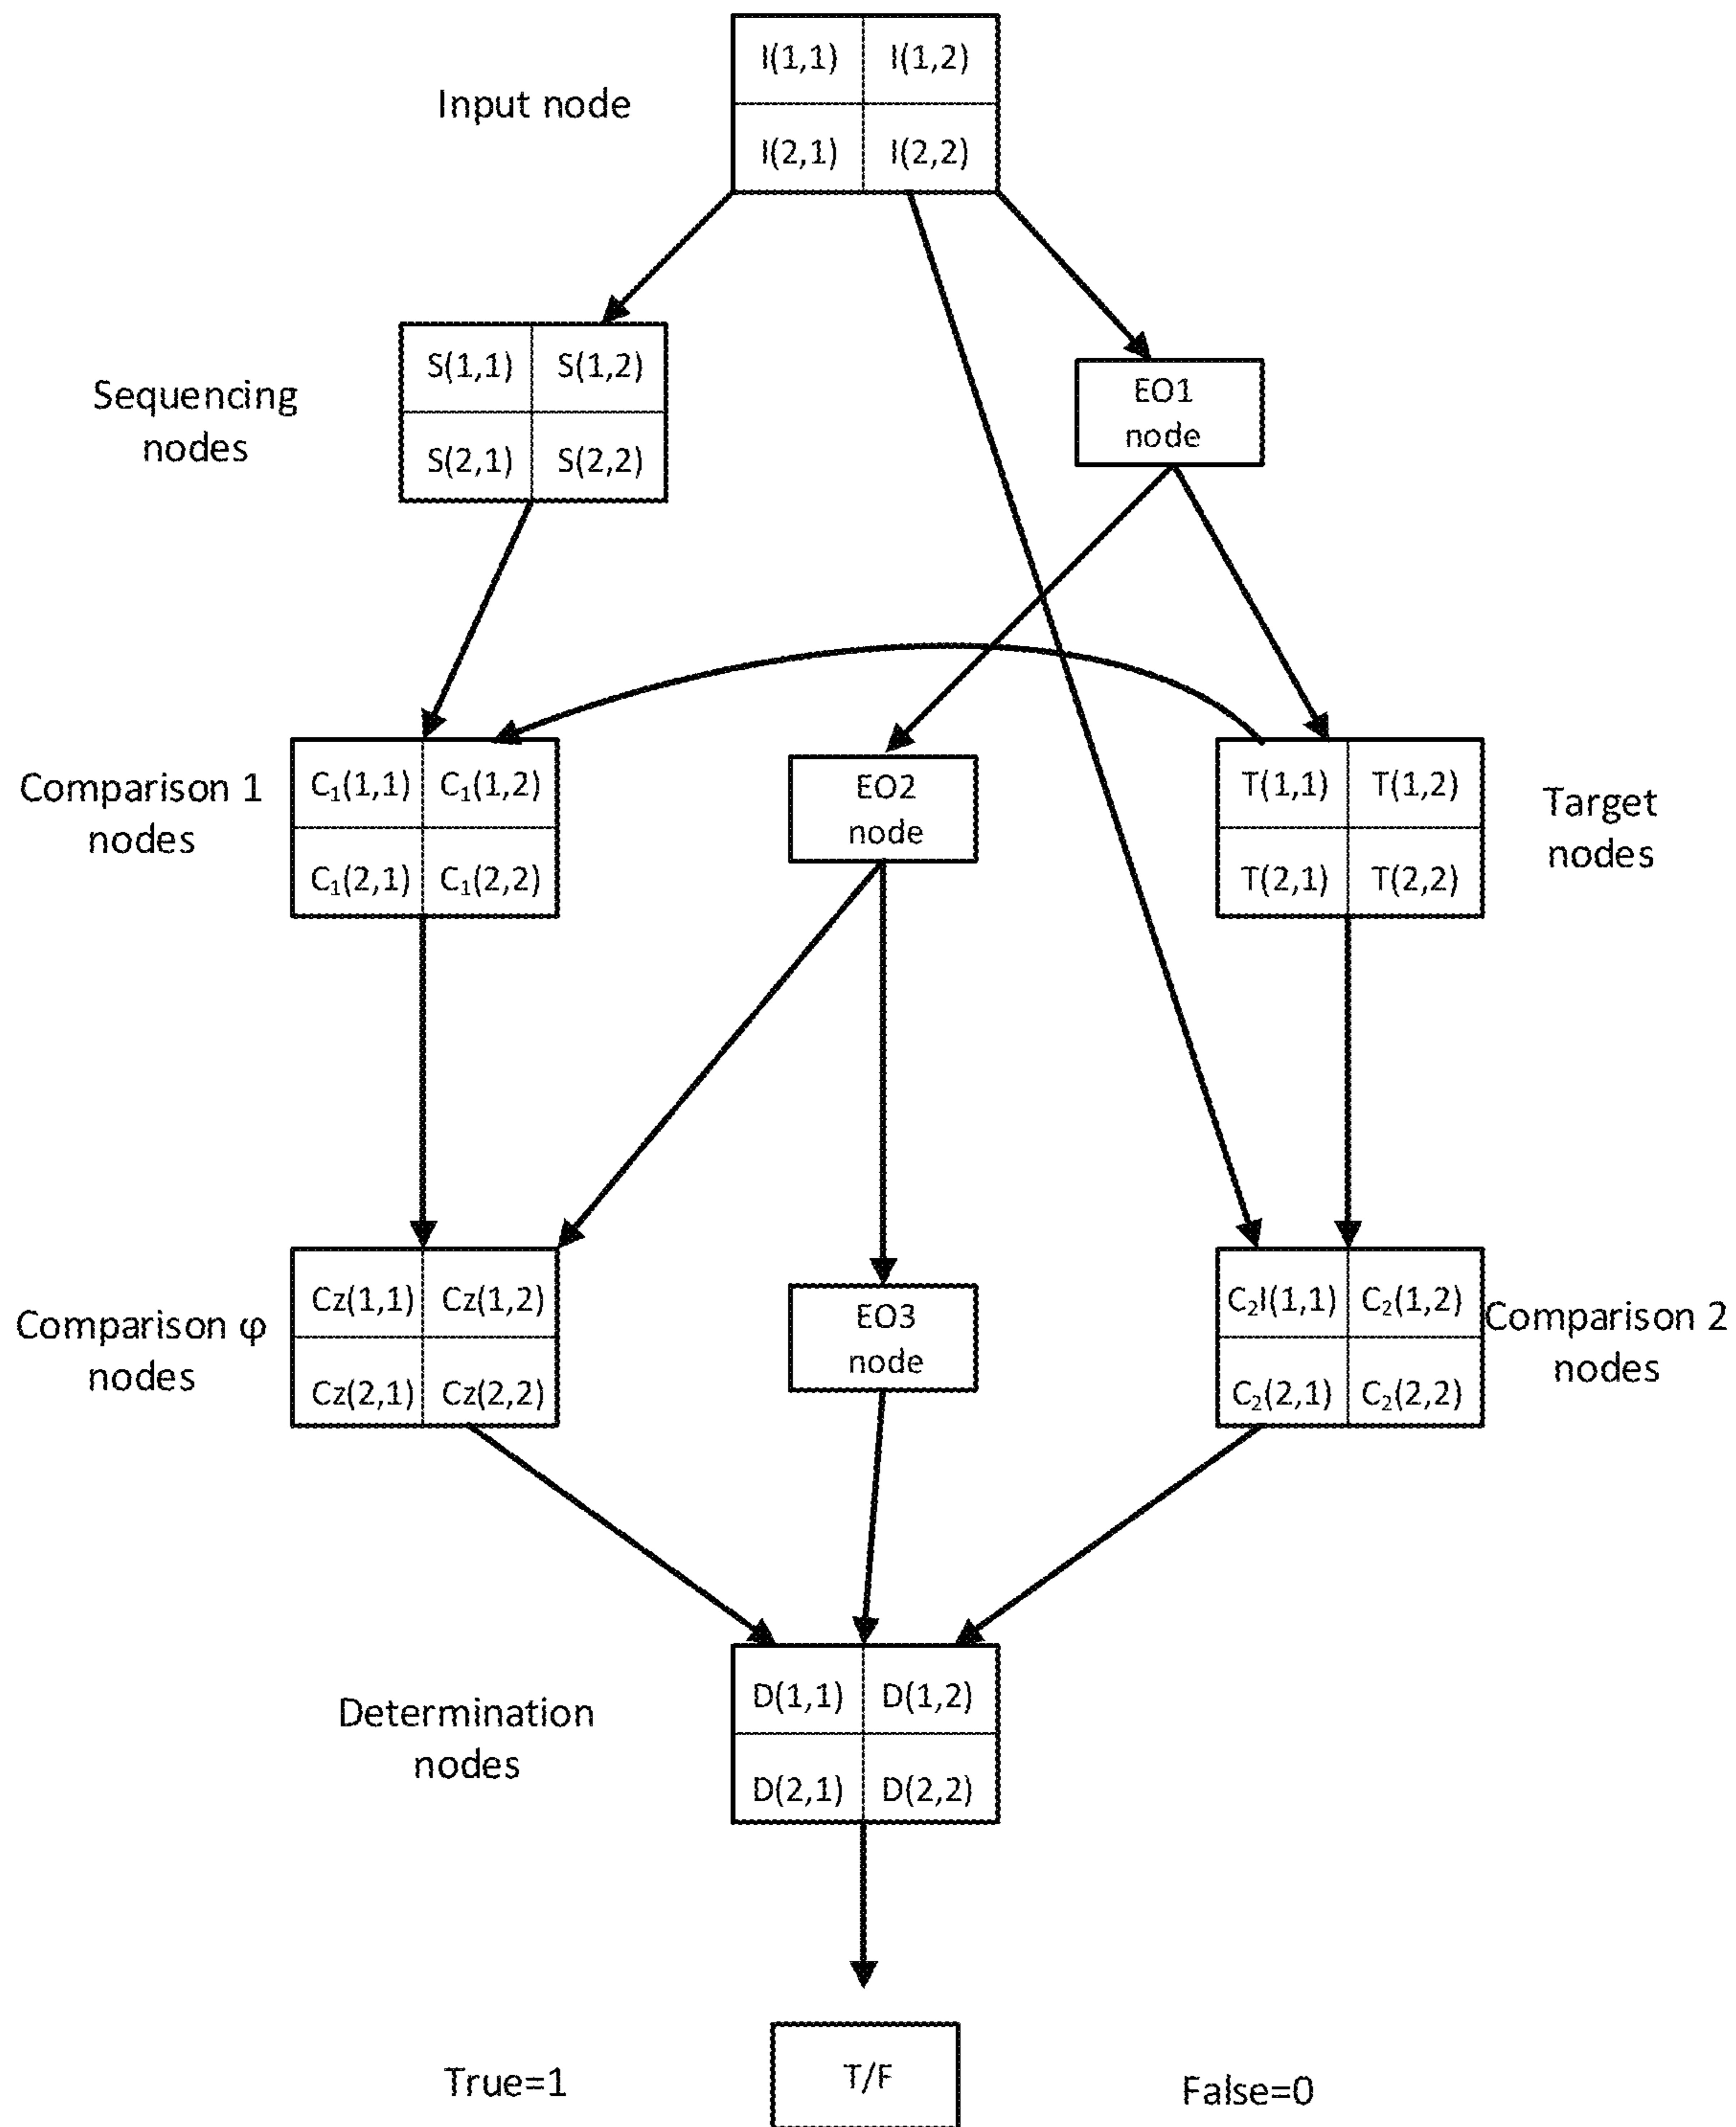 I(1,1) I(1,2)
Input node
I(2,1) I(2,2)
S(1,1) S(1,2)
Sequencing
nodes
S(2,1) S(2,2)
EO1
node
Comparison 1
nodes
C₁(1,1) C₁(1,2)
C₁(2,1) C₁(2,2)
EO2
node
T(1,1) T(1,2)
T(2,1) T(2,2)
Target
nodes
Comparison φ
nodes
Cz(1,1) Cz(1,2)
Cz(2,1) Cz(2,2)
EO3
node
C₂I(1,1) C₂(1,2)
C₂(2,1) C₂(2,2)
Comparison 2
nodes
Determination
nodes
D(1,1) D(1,2)
D(2,1) D(2,2)
True=1
T/F
False=0